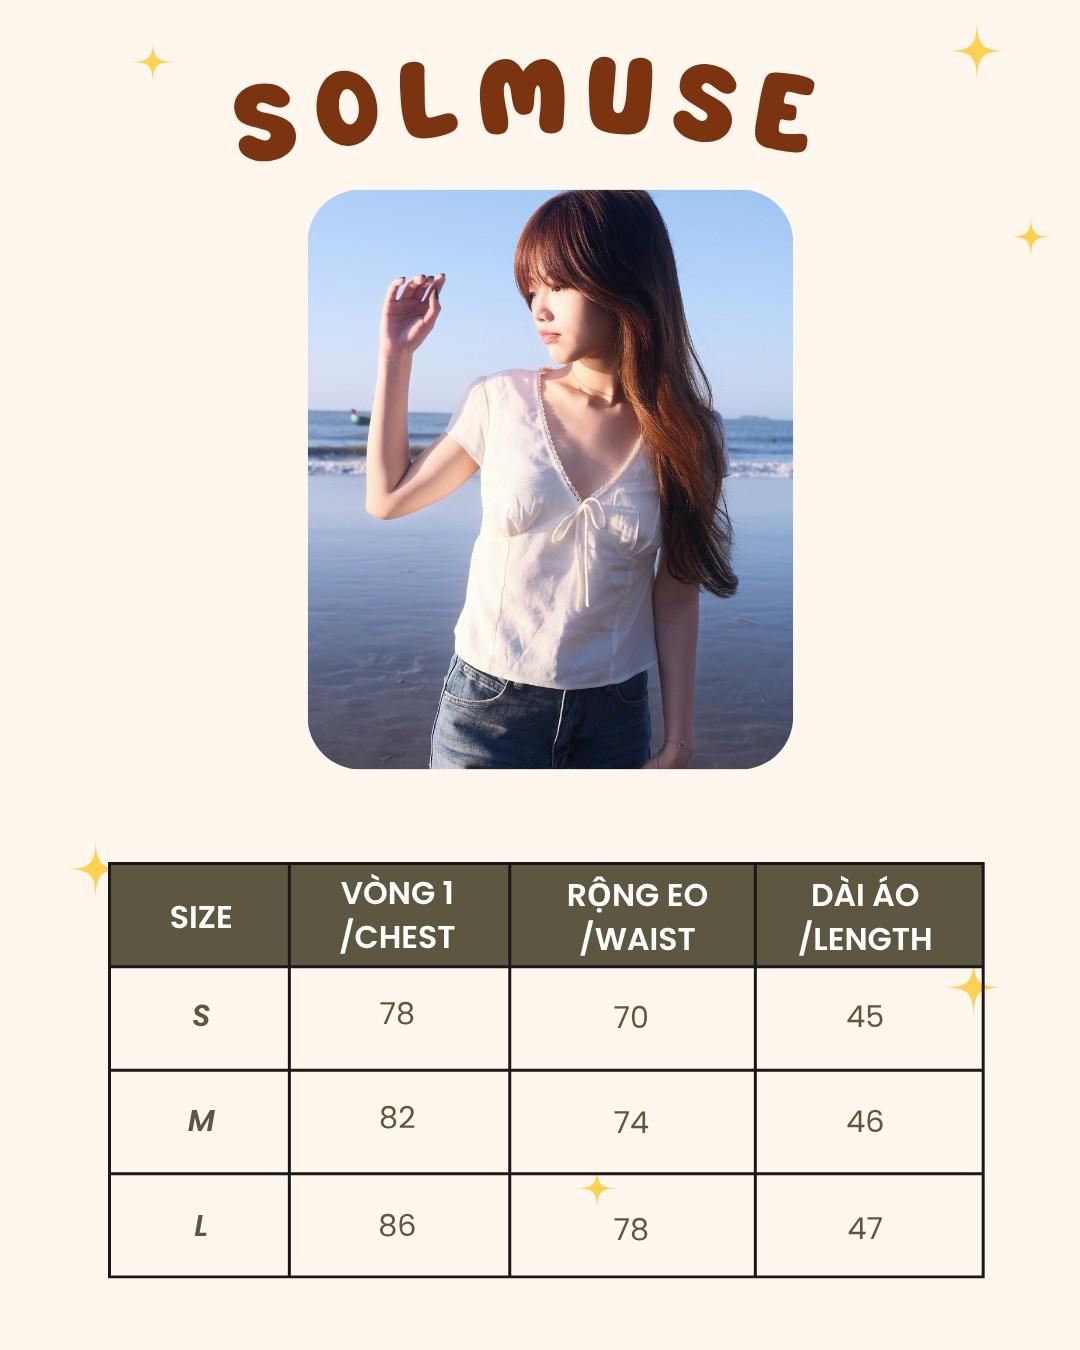 SOLMUSE
SIZE
VÒNG 1
/CHEST
RỘNG EO
/WAIST
DÀI ÁO
/LENGTH
S 78 70 45
M 82 74 46
L 86 78 47